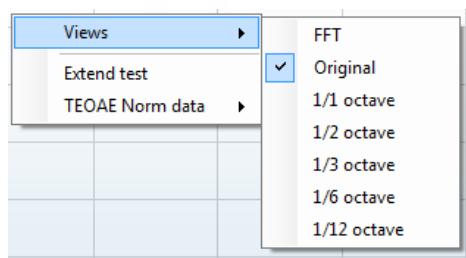 Views
Extend test
TEOAE Norm data
FFT
Original
1/1 octave
1/2 octave
1/3 octave
1/6 octave
1/12 octave